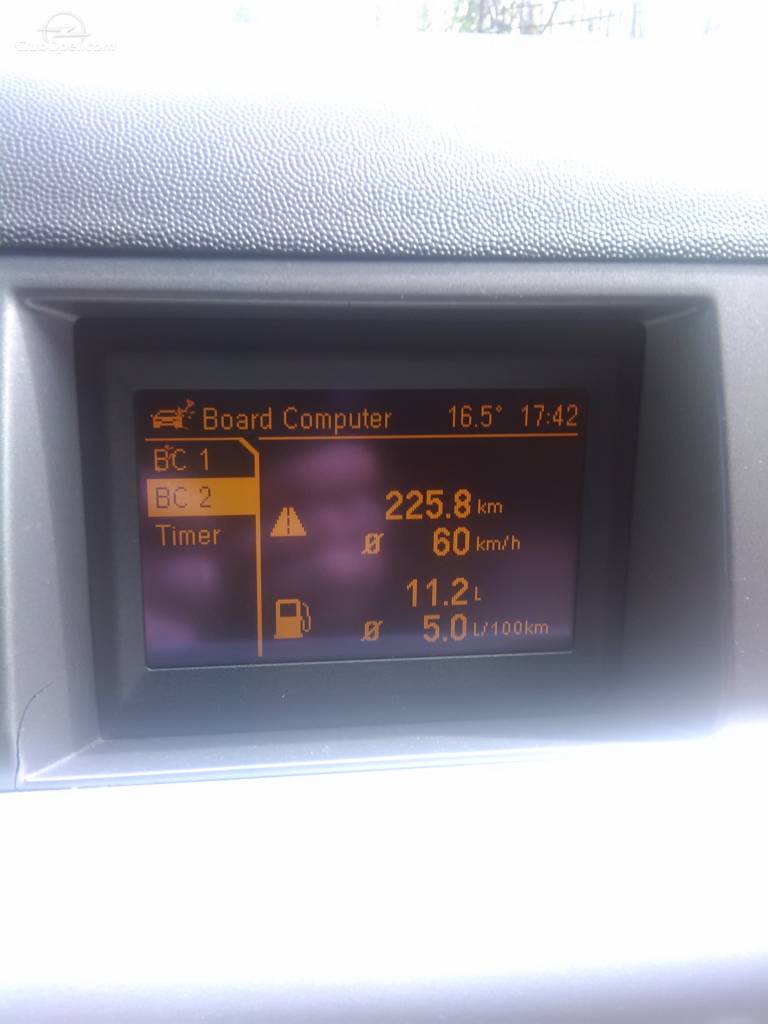 ClubOpel.com
Board Computer 16.5° 17:42
BC 1
BC 2
Timer
225.8 km
Ø 60 km/h
11.2 L
Ø 5.0 L/100km